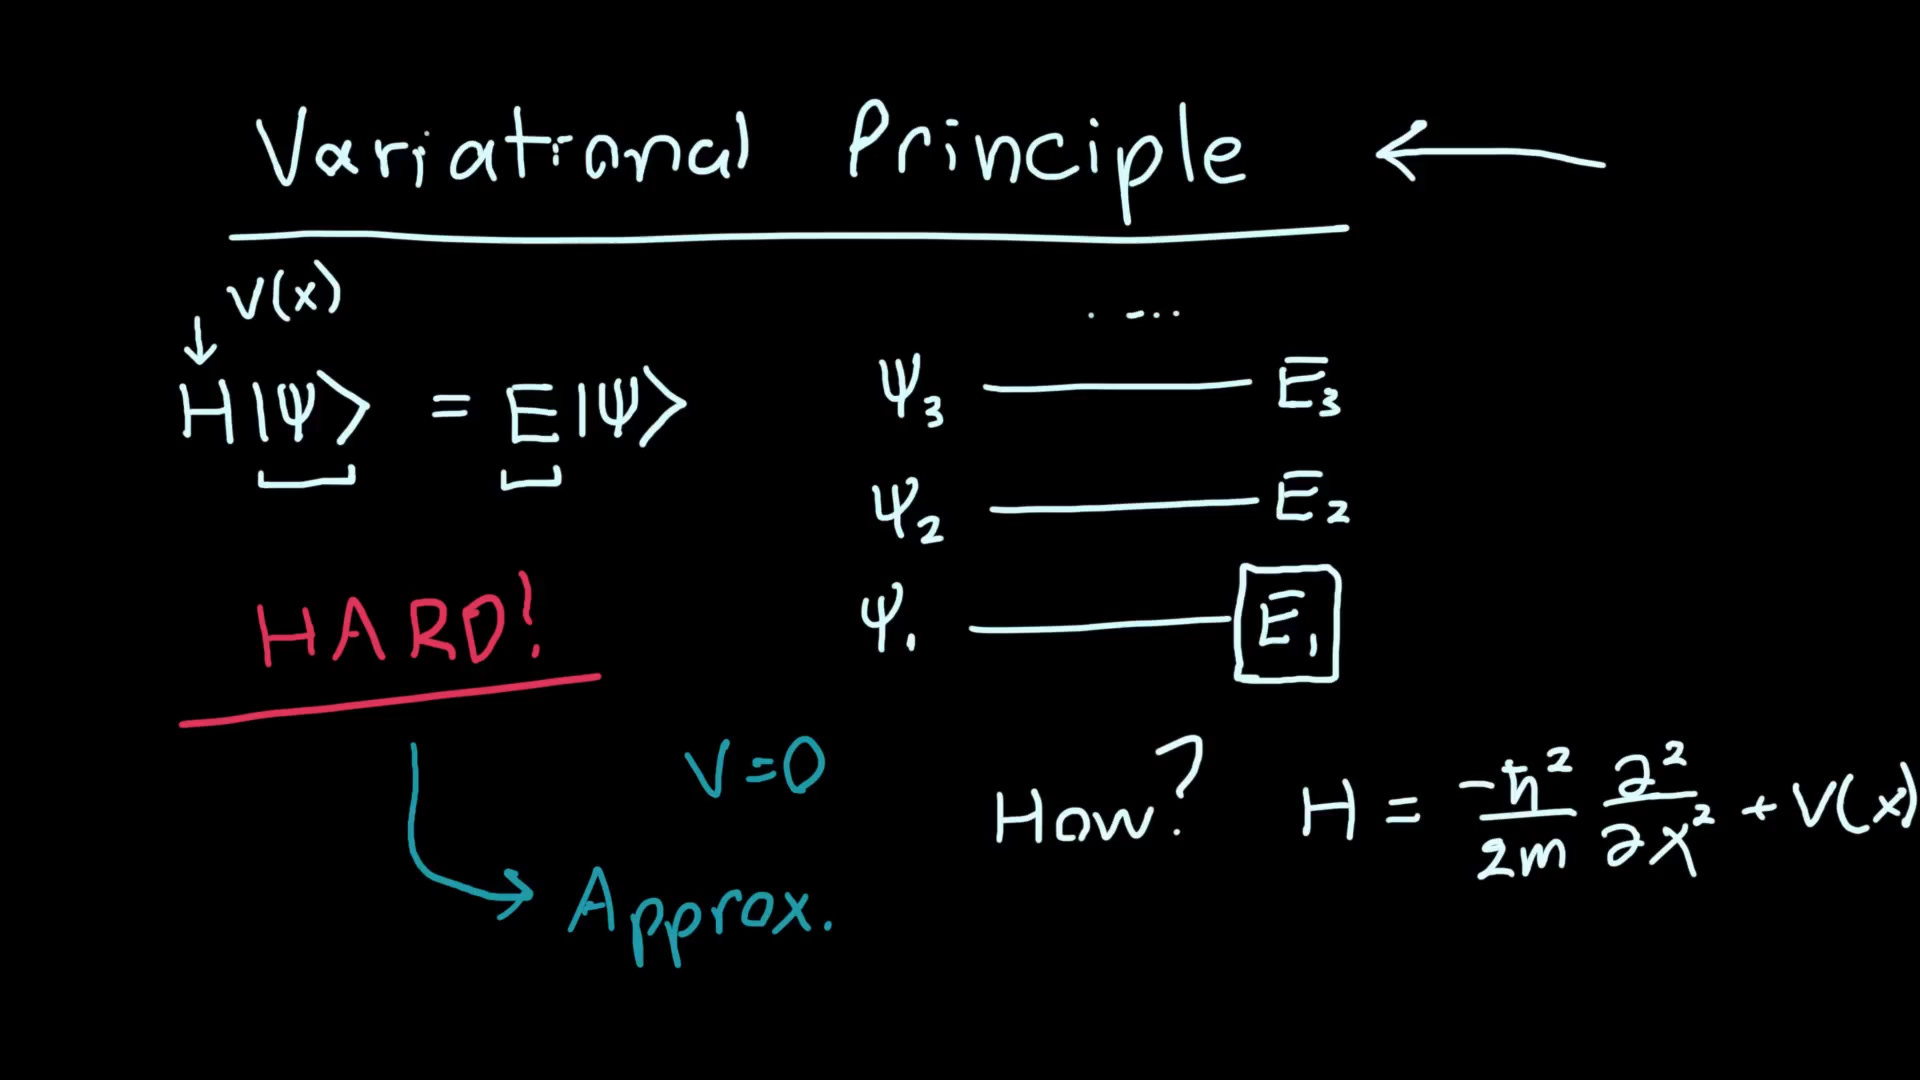 Variational Principle ←
V(x)
↓
H|ψ⟩ = E|ψ⟩
HARD!
V=0
Approx.
.....
ψ₃ E₃
ψ₂ E₂
ψ₁ E₁
How? H = -ħ²/2m ∂²/∂x² + V(x)